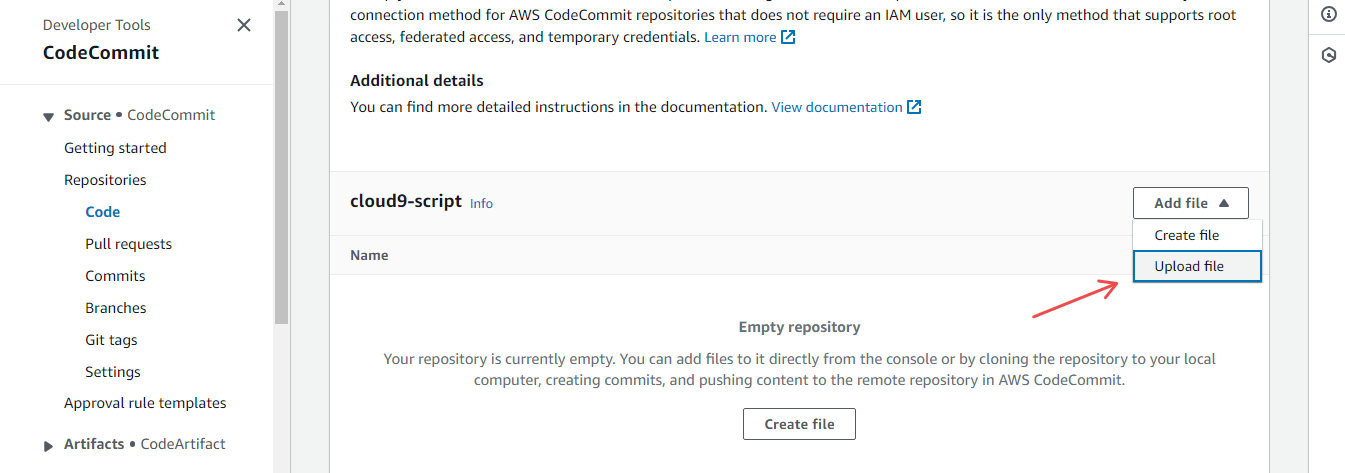 Developer Tools
CodeCommit
Source • CodeCommit
Getting started
Repositories
Code
Pull requests
Commits
Branches
Git tags
Settings
Approval rule templates
Artifacts • CodeArtifact
connection method for AWS CodeCommit repositories that does not require an IAM user, so it is the only method that supports root
access, federated access, and temporary credentials. Learn more
Additional details
You can find more detailed instructions in the documentation. View documentation
cloud9-script Info
Add file
Create file
Upload file
Name
Empty repository
Your repository is currently empty. You can add files to it directly from the console or by cloning the repository to your local
computer, creating commits, and pushing content to the remote repository in AWS CodeCommit.
Create file